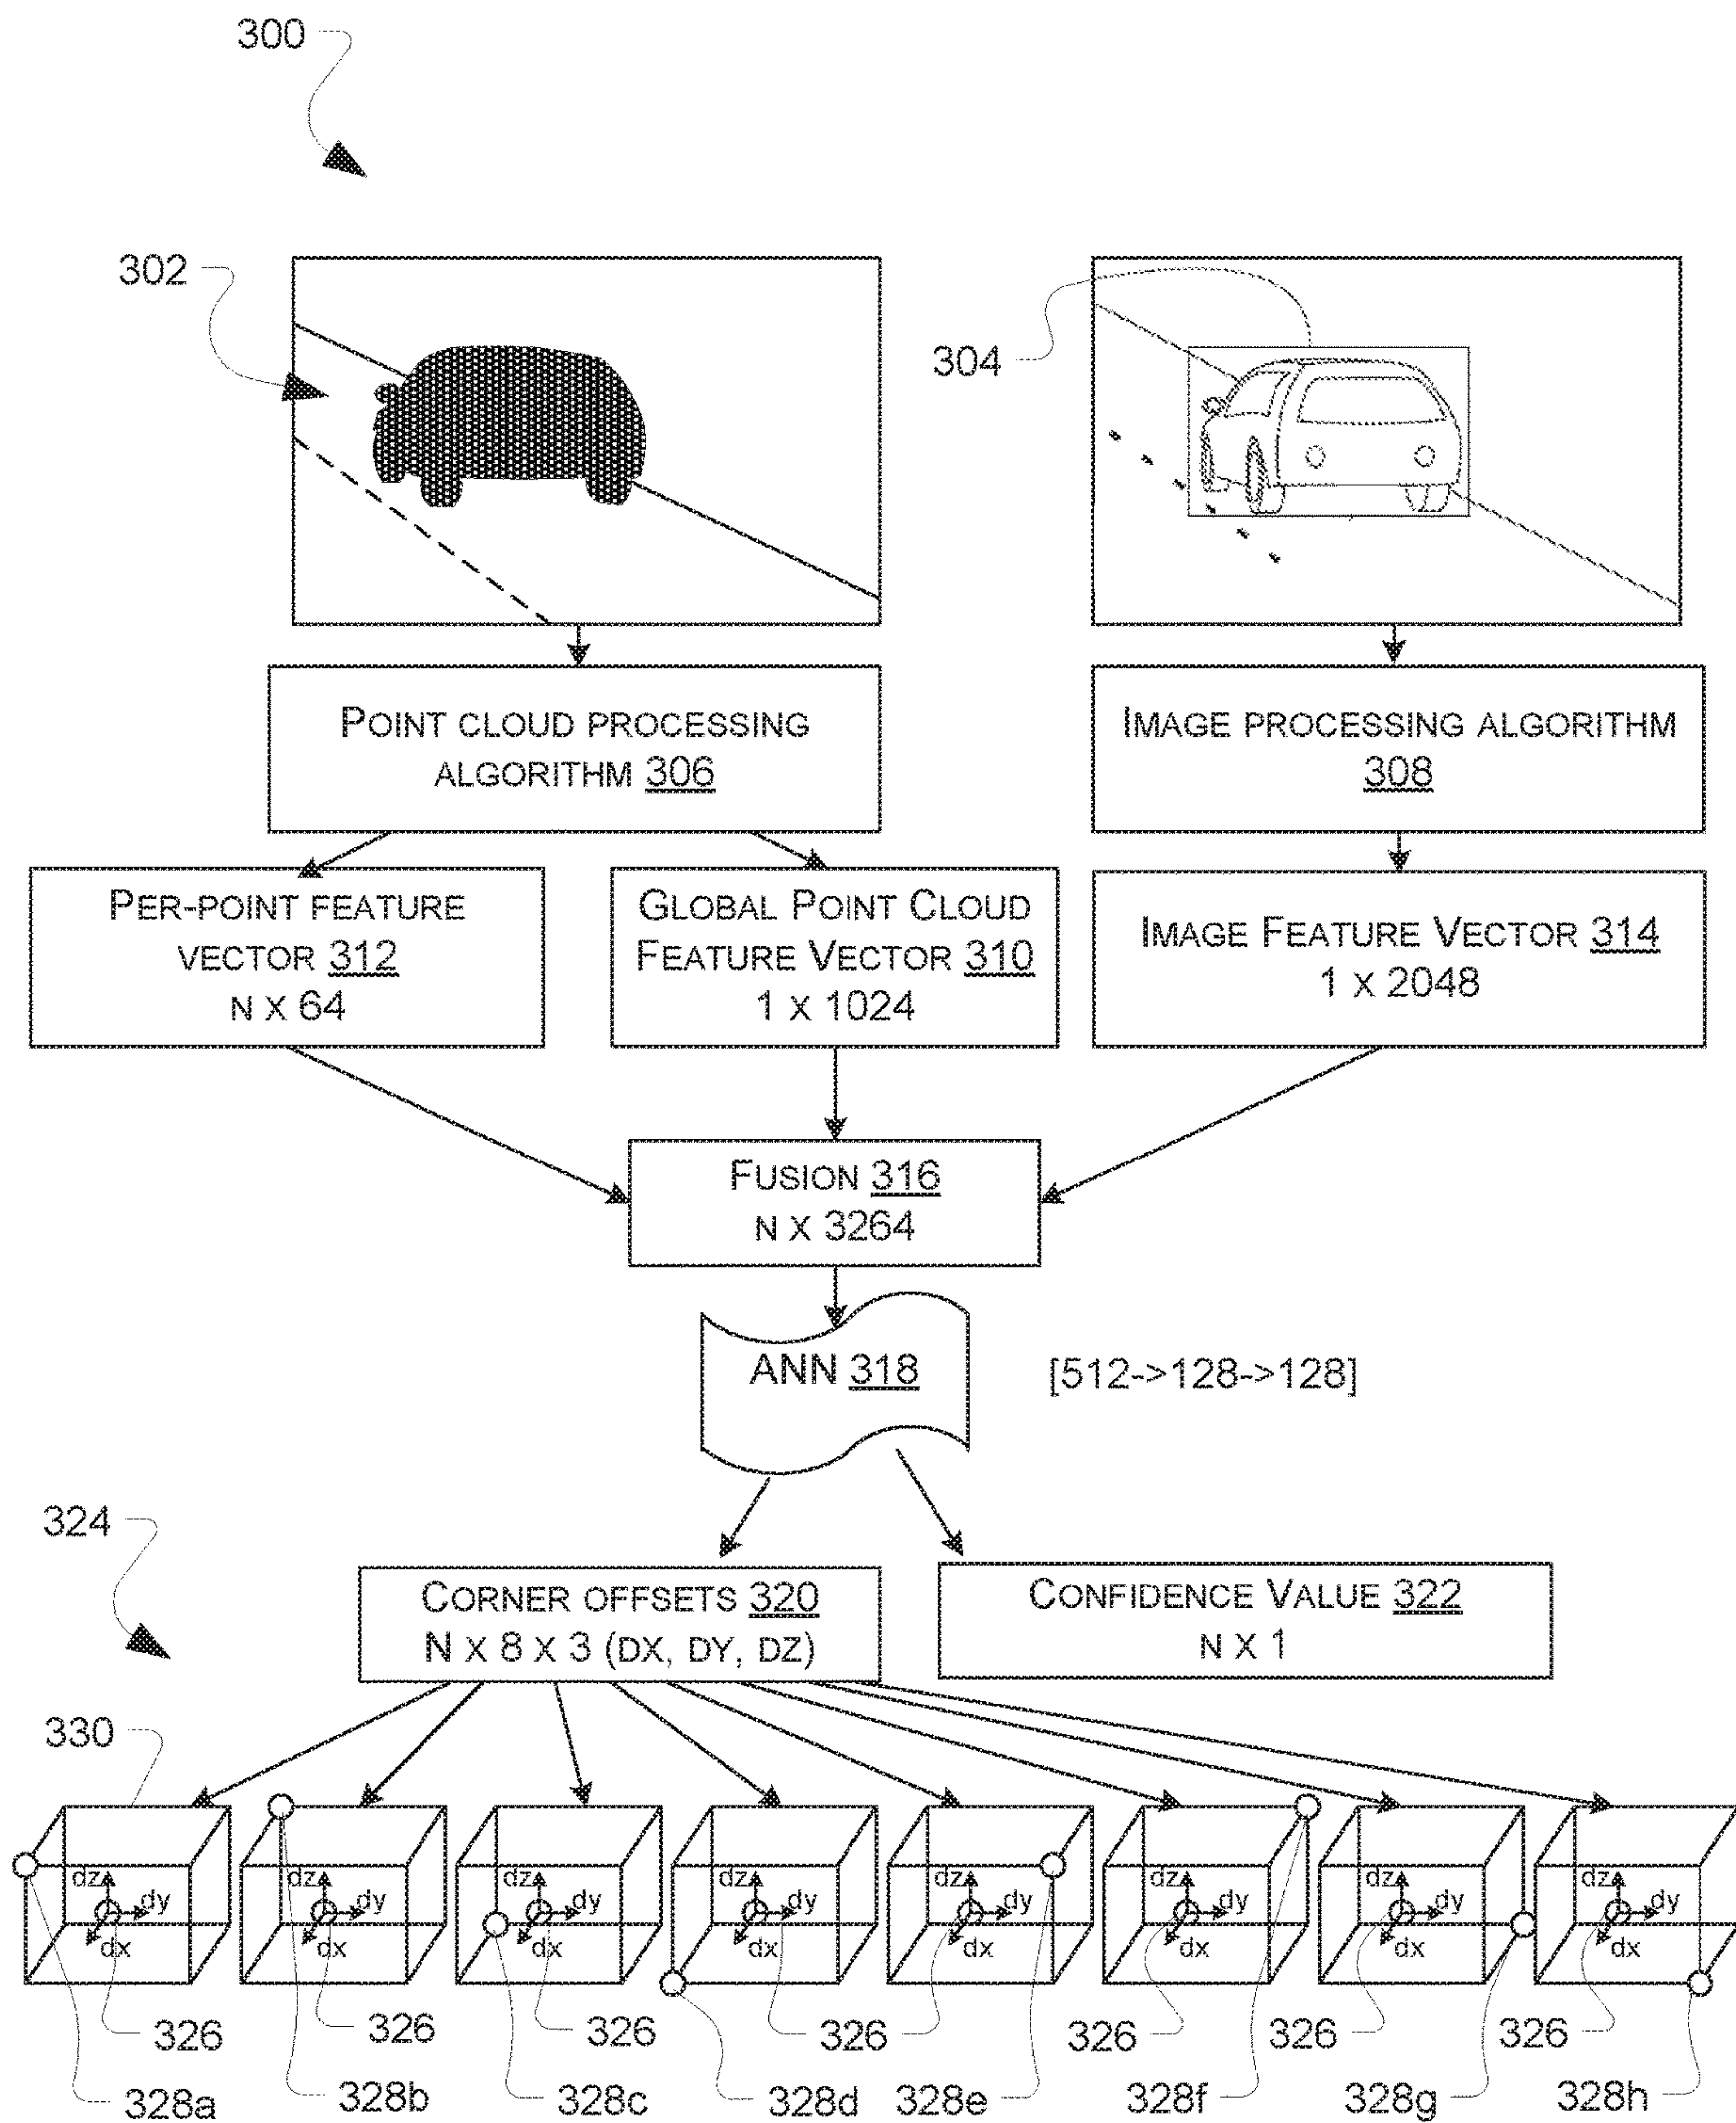 300
302
304
POINT CLOUD PROCESSING
ALGORITHM 306
IMAGE PROCESSING ALGORITHM
308
PER-POINT FEATURE
VECTOR 312
N X 64
GLOBAL POINT CLOUD
FEATURE VECTOR 310
1 X 1024
IMAGE FEATURE VECTOR 314
1 X 2048
FUSION 316
N X 3264
ANN 318
[512->128->128]
324
CORNER OFFSETS 320
N X 8 X 3 (DX, DY, DZ)
CONFIDENCE VALUE 322
N X 1
330
dz dy dx
dz dy dx
dz dy dx
dz dy dx
dz dy dx
dz dy dx
dz dy dx
dz dy dx
326 326 326 326 326 326 326
328a 328b 328c 328d 328e 328f 328g 328h